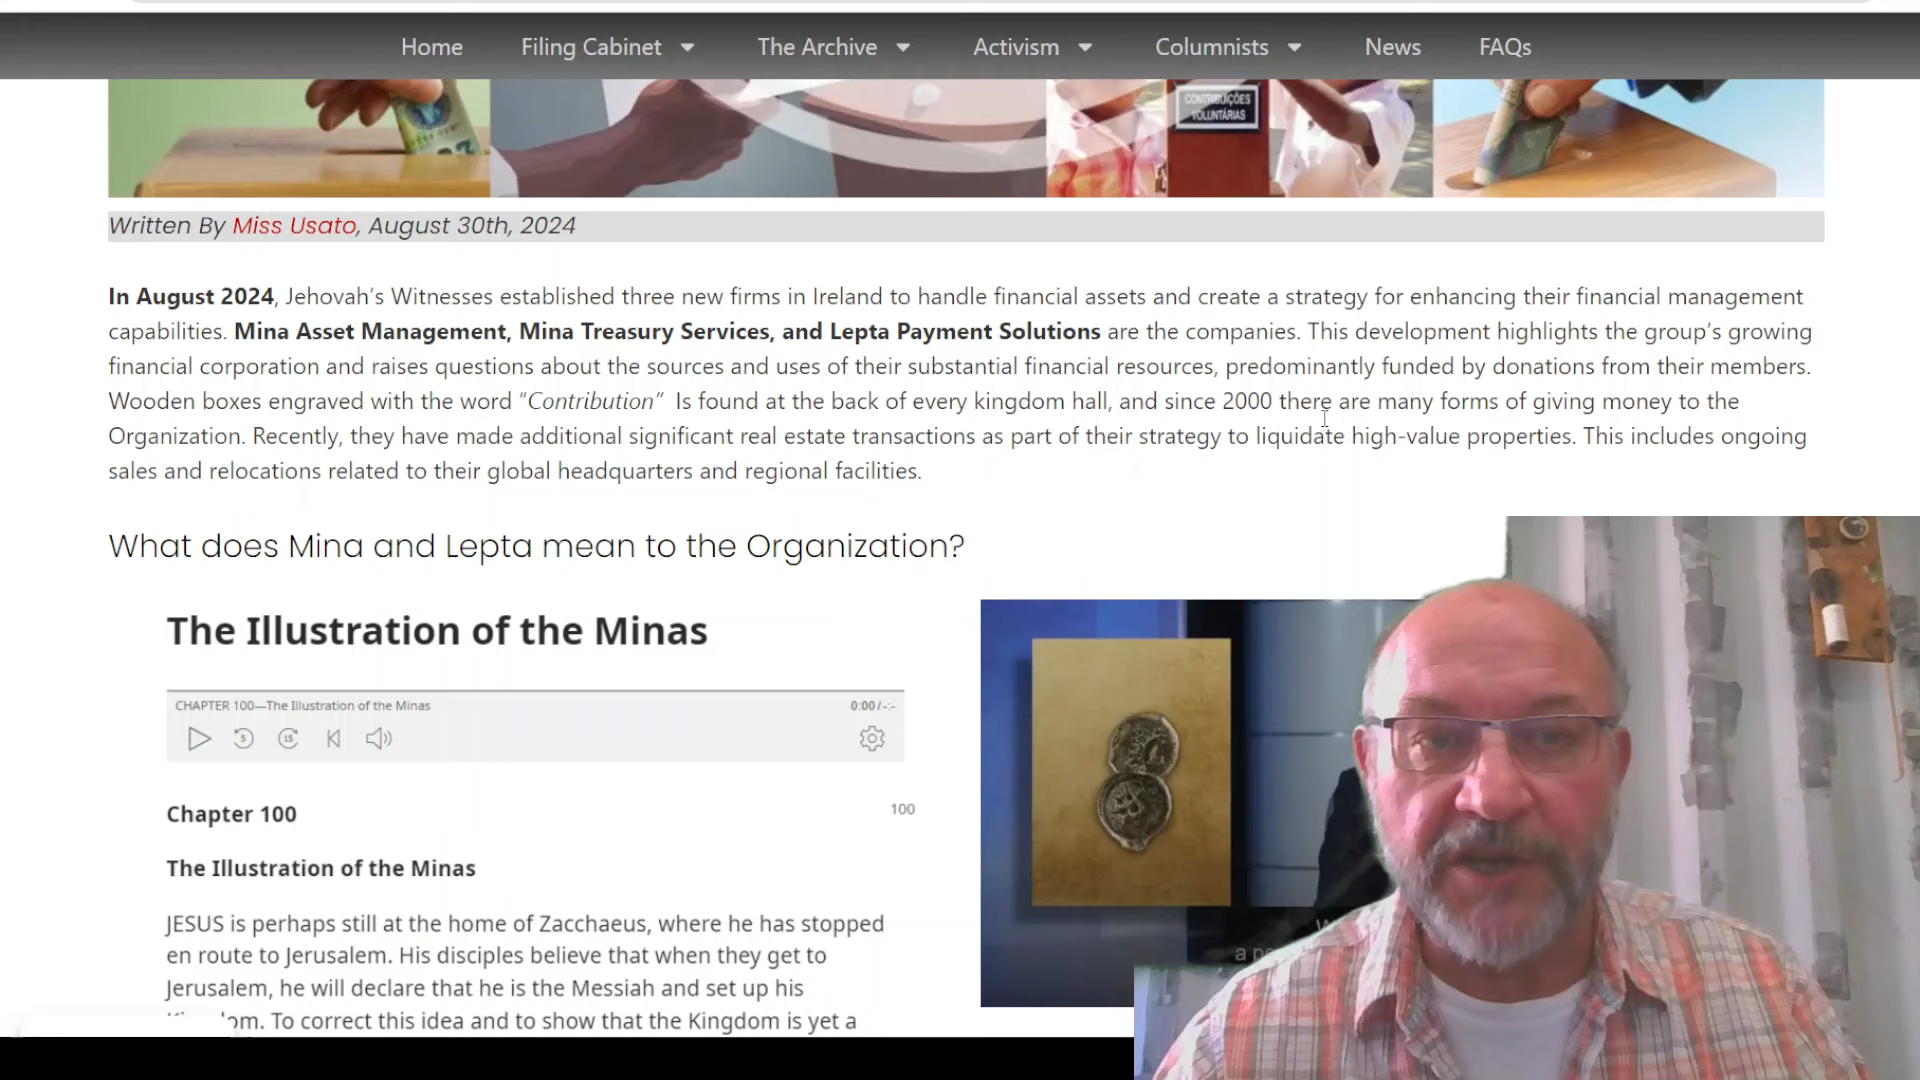 Home Filing Cabinet The Archive Activism Columnists News FAQs
CONTRIBUIÇÕES
VOLUNTÁRIAS
Written By Miss Usato, August 30th, 2024
In August 2024, Jehovah’s Witnesses established three new firms in Ireland to handle financial assets and create a strategy for enhancing their financial management
capabilities. Mina Asset Management, Mina Treasury Services, and Lepta Payment Solutions are the companies. This development highlights the group’s growing
financial corporation and raises questions about the sources and uses of their substantial financial resources, predominantly funded by donations from their members.
Wooden boxes engraved with the word “Contribution” Is found at the back of every kingdom hall, and since 2000 there are many forms of giving money to the
Organization. Recently, they have made additional significant real estate transactions as part of their strategy to liquidate high-value properties. This includes ongoing
sales and relocations related to their global headquarters and regional facilities.
What does Mina and Lepta mean to the Organization?
The Illustration of the Minas
CHAPTER 100—The Illustration of the Minas 0:00/-:-
5 15
Chapter 100 100
The Illustration of the Minas
JESUS is perhaps still at the home of Zacchaeus, where he has stopped
en route to Jerusalem. His disciples believe that when they get to
Jerusalem, he will declare that he is the Messiah and set up his
To correct this idea and to show that the Kingdom is yet a